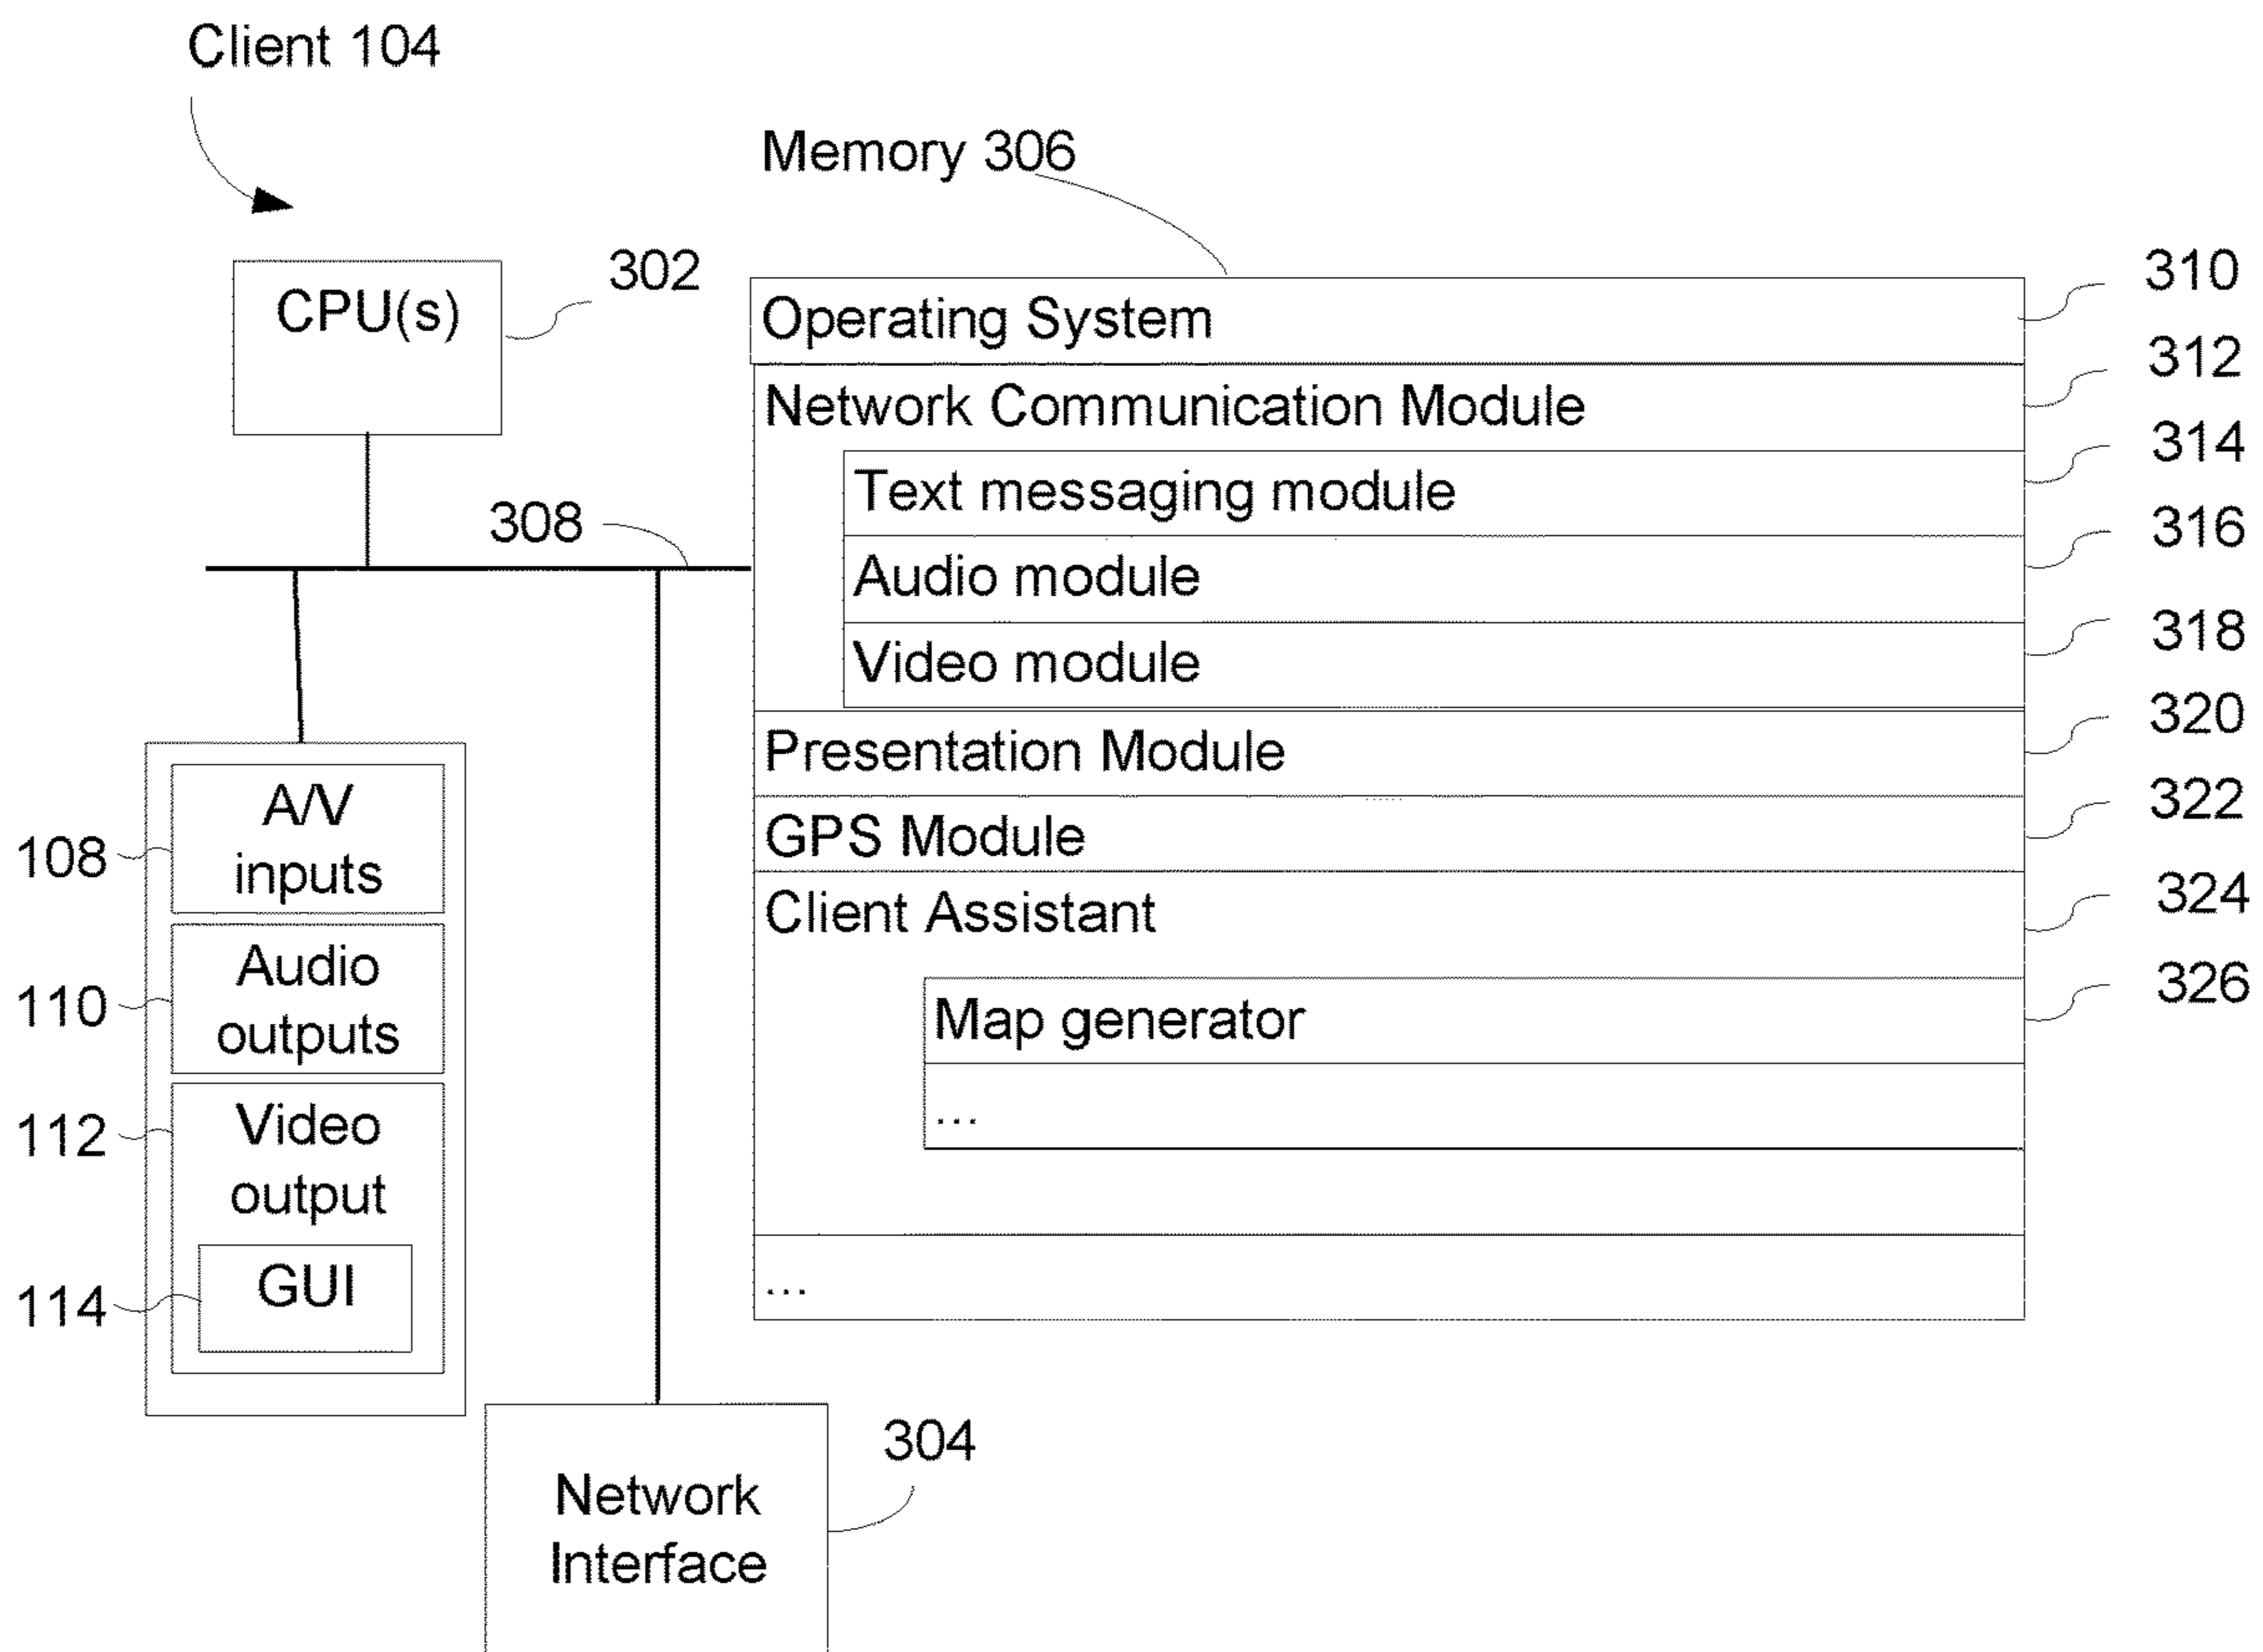 Client 104
Memory 306
CPU(s)
302
310
Operating System
312
Network Communication Module
314
Text messaging module
308
316
Audio module
318
Video module
320
Presentation Module
322
GPS Module
324
Client Assistant
326
Map generator
...
...
A/V
inputs
108
Audio
outputs
110
Video
output
112
GUI
114
304
Network
Interface